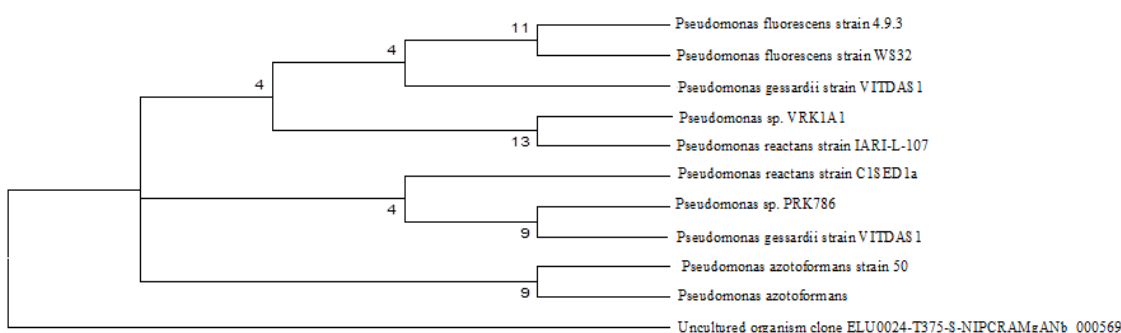 11
Pseudomonas fluorescens strain 4.9.3
4
Pseudomonas fluorescens strain WS32
4
Pseudomonas gessardii strain VITDAS1
Pseudomonas sp. VRK1A1
13
Pseudomonas reactans strain IARI-L-107
Pseudomonas reactans strain C1SED1a
4
Pseudomonas sp. PRK786
9
Pseudomonas gessardii strain VITDAS1
Pseudomonas azotoformans strain 50
9
Pseudomonas azotoformans
Uncultured organism clone ELU0024-T375-S-NIPCRAMgANb_000569